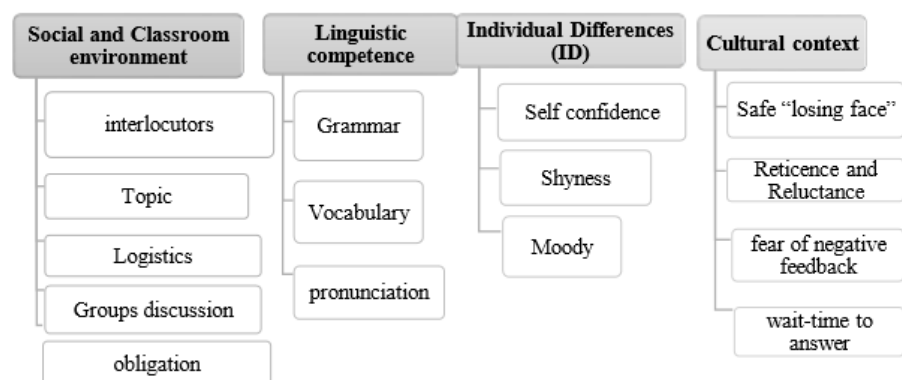 Social and Classroom
environment
interlocutors
Topic
Logistics
Groups discussion
obligation
Linguistic
competence
Grammar
Vocabulary
pronunciation
Individual Differences
(ID)
Self confidence
Shyness
Moody
Cultural context
Safe “losing face”
Reticence and
Reluctance
fear of negative
feedback
wait-time to
answer